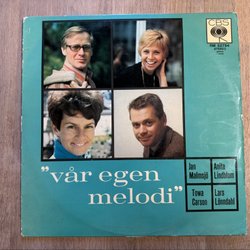 CBS
"vår egen
melodi"
Jan
Malmsjö
Anita
Lindblom
Towa
Carson
Lars
Lönndahl